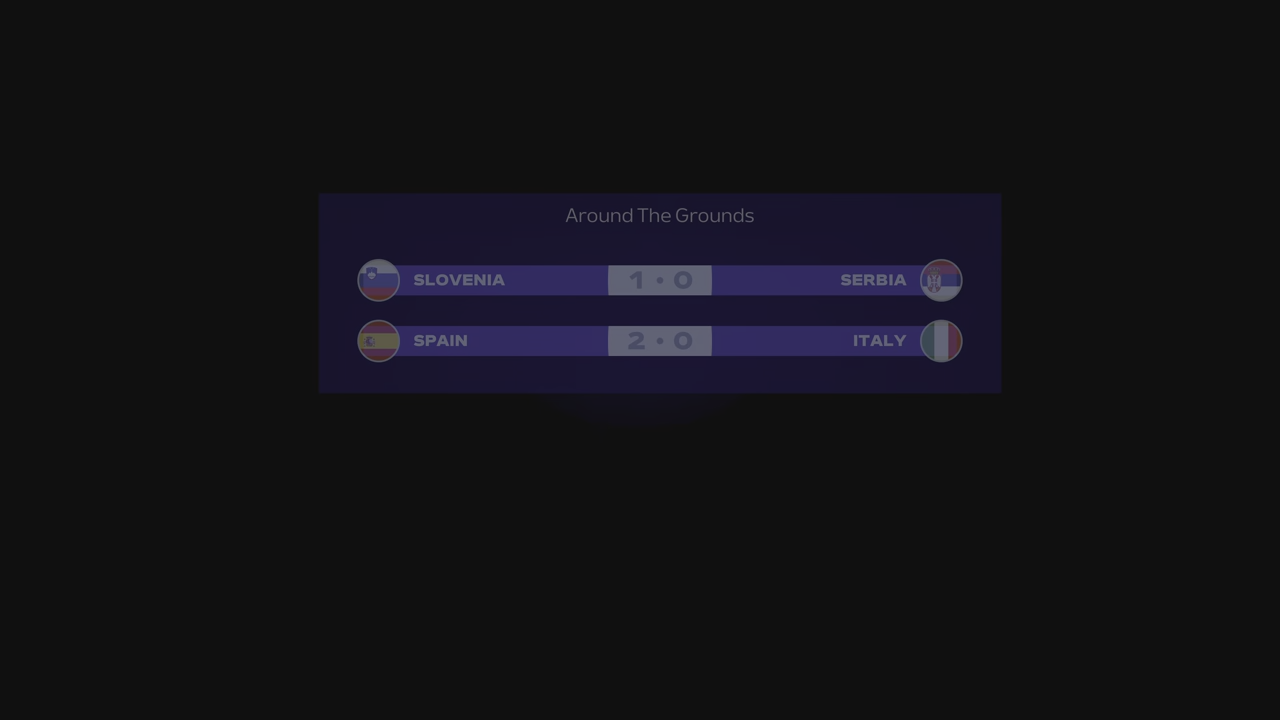 Around The Grounds
SLOVENIA 1 • 0 SERBIA
SPAIN 2 • 0 ITALY